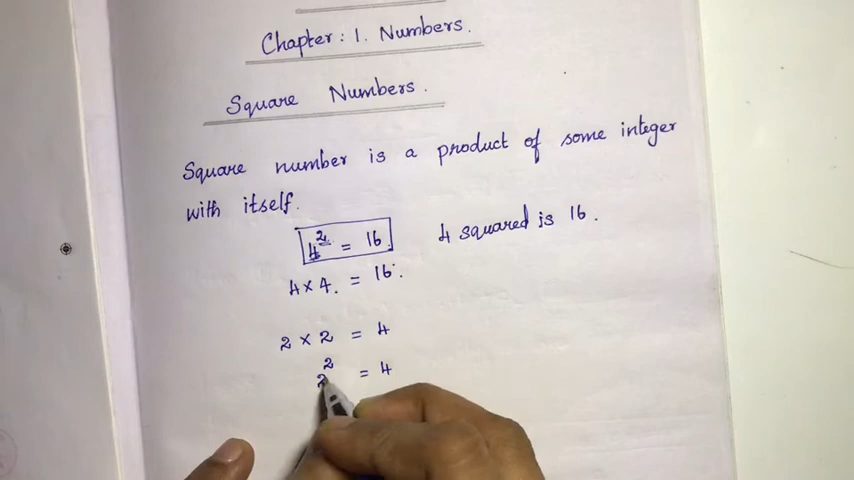 Chapter: 1. Numbers.
Square Numbers.
Square number is a product of some integer
with itself.
4² = 16. 4 squared is 16.
4 × 4. = 16.
2 × 2 = 4
2² = 4